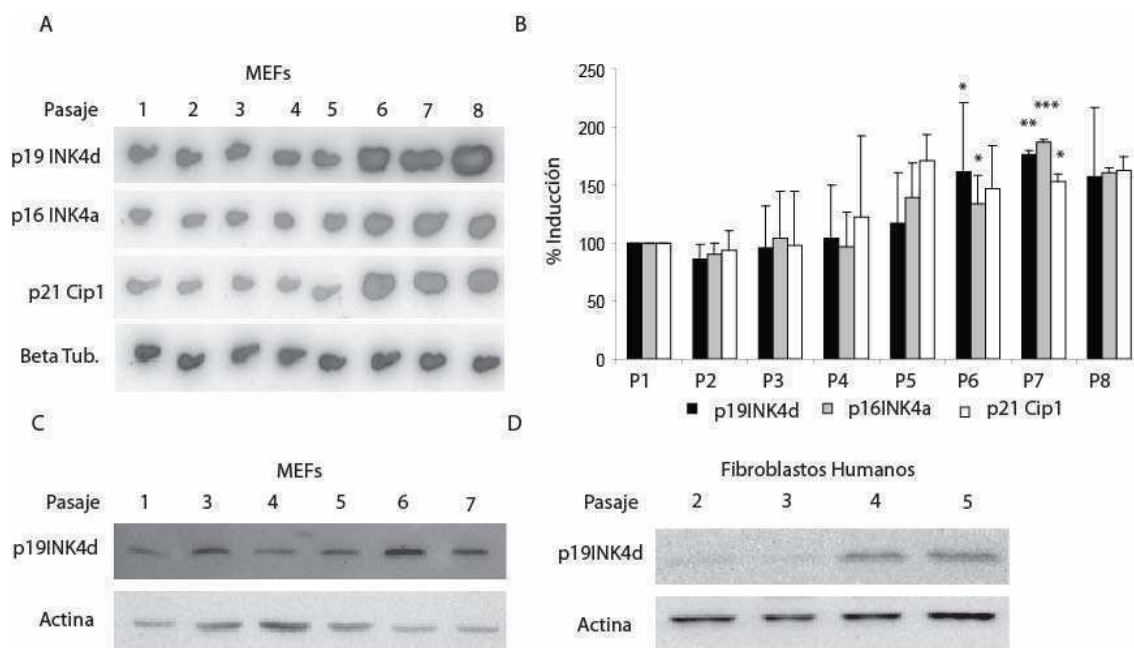 A
MEFs
Pasaje 1 2 3 4 5 6 7 8
p19 INK4d
p16 INK4a
p21 Cip1
Beta Tub.
B
% Inducción
250
200
150
100
50
0
* * ** *** *
P1 P2 P3 P4 P5 P6 P7 P8
p19INK4d p16INK4a p21 Cip1
C
MEFs
Pasaje 1 3 4 5 6 7
p19INK4d
Actina
D
Fibroblastos Humanos
Pasaje 2 3 4 5
p19INK4d
Actina